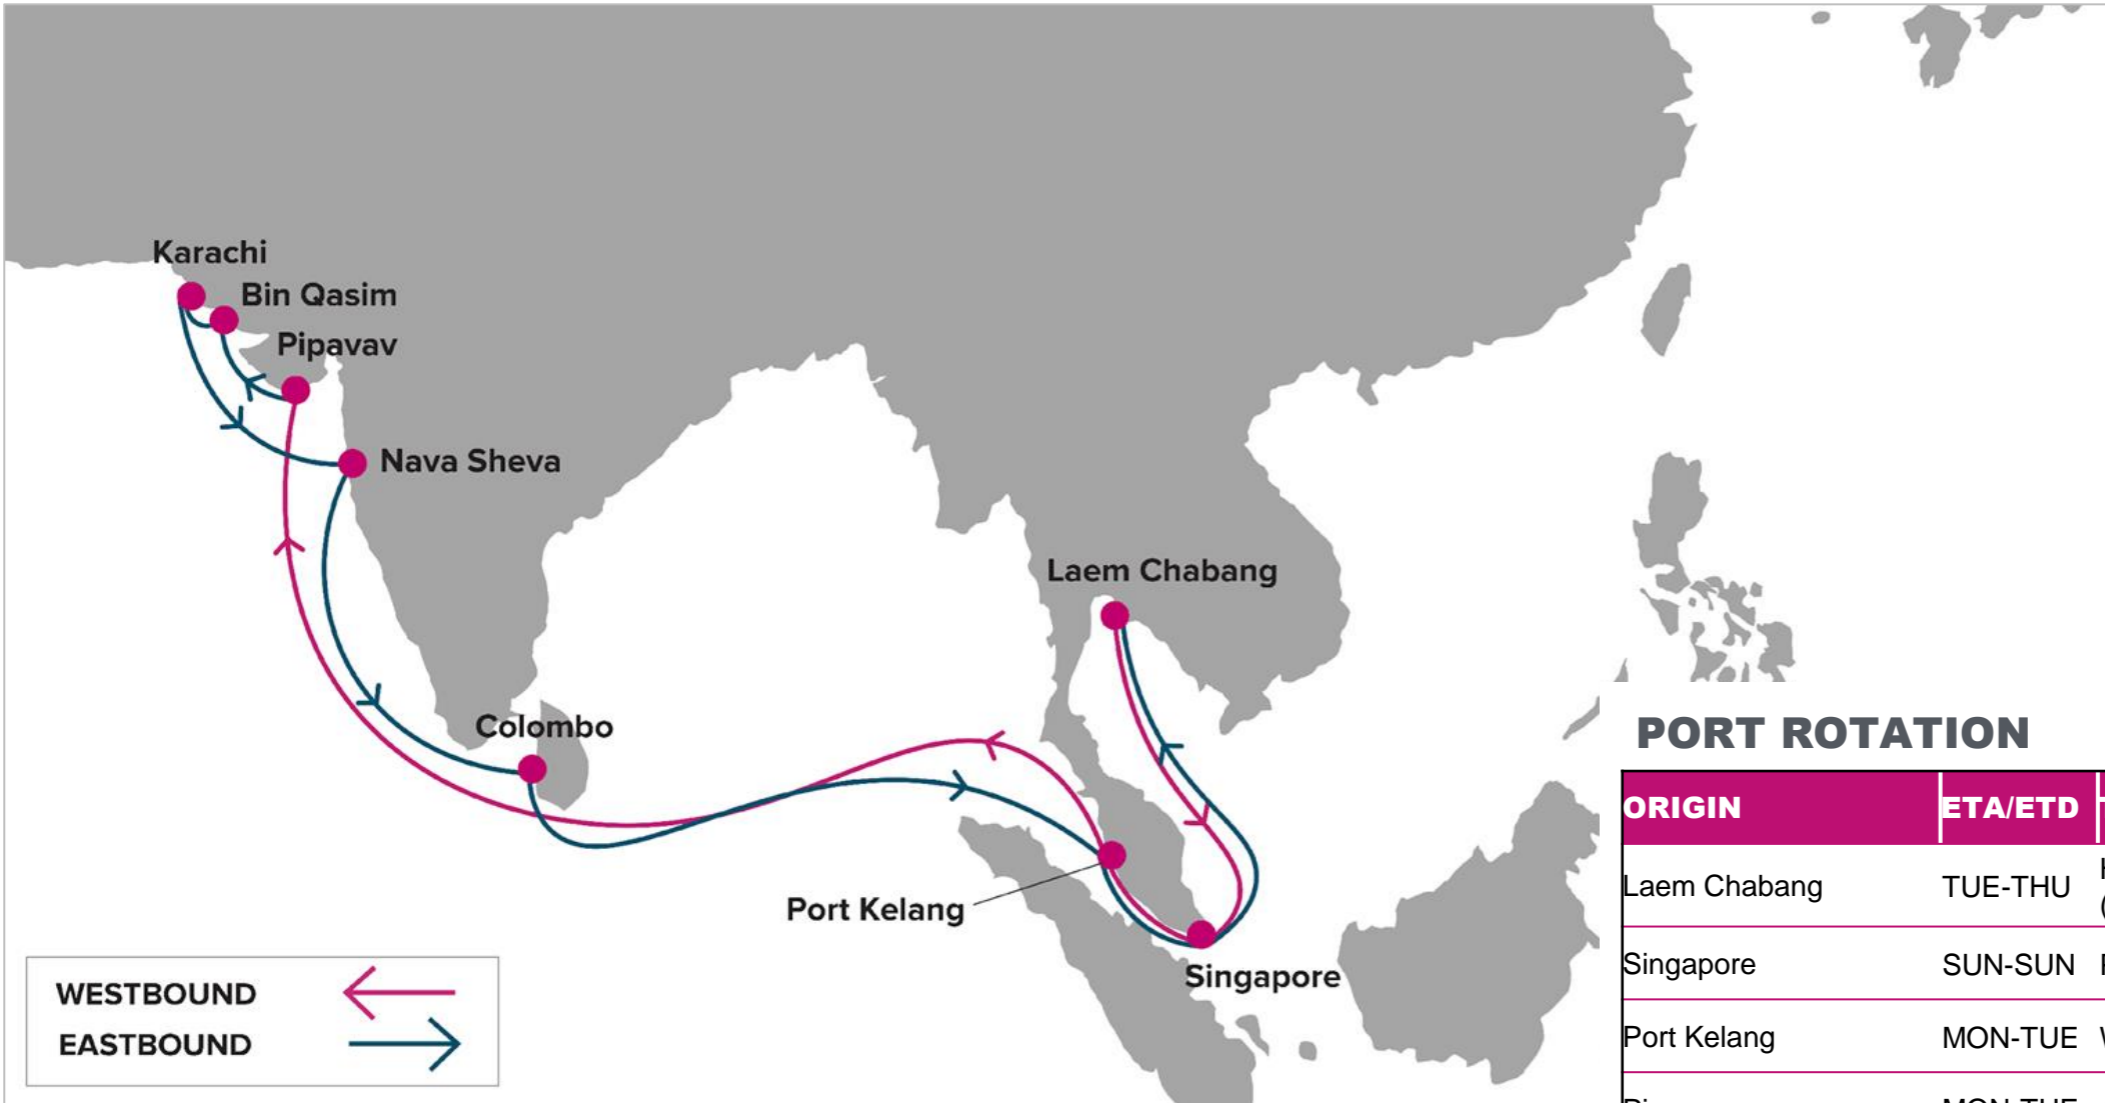 Karachi
Bin Qasim
Pipavav
Nava Sheva
Laem Chabang
Colombo
Port Kelang
Singapore
WESTBOUND
EASTBOUND
PORT ROTATION
ORIGIN ETA/ETD
Laem Chabang TUE-THU
Singapore SUN-SUN
Port Kelang MON-TUE